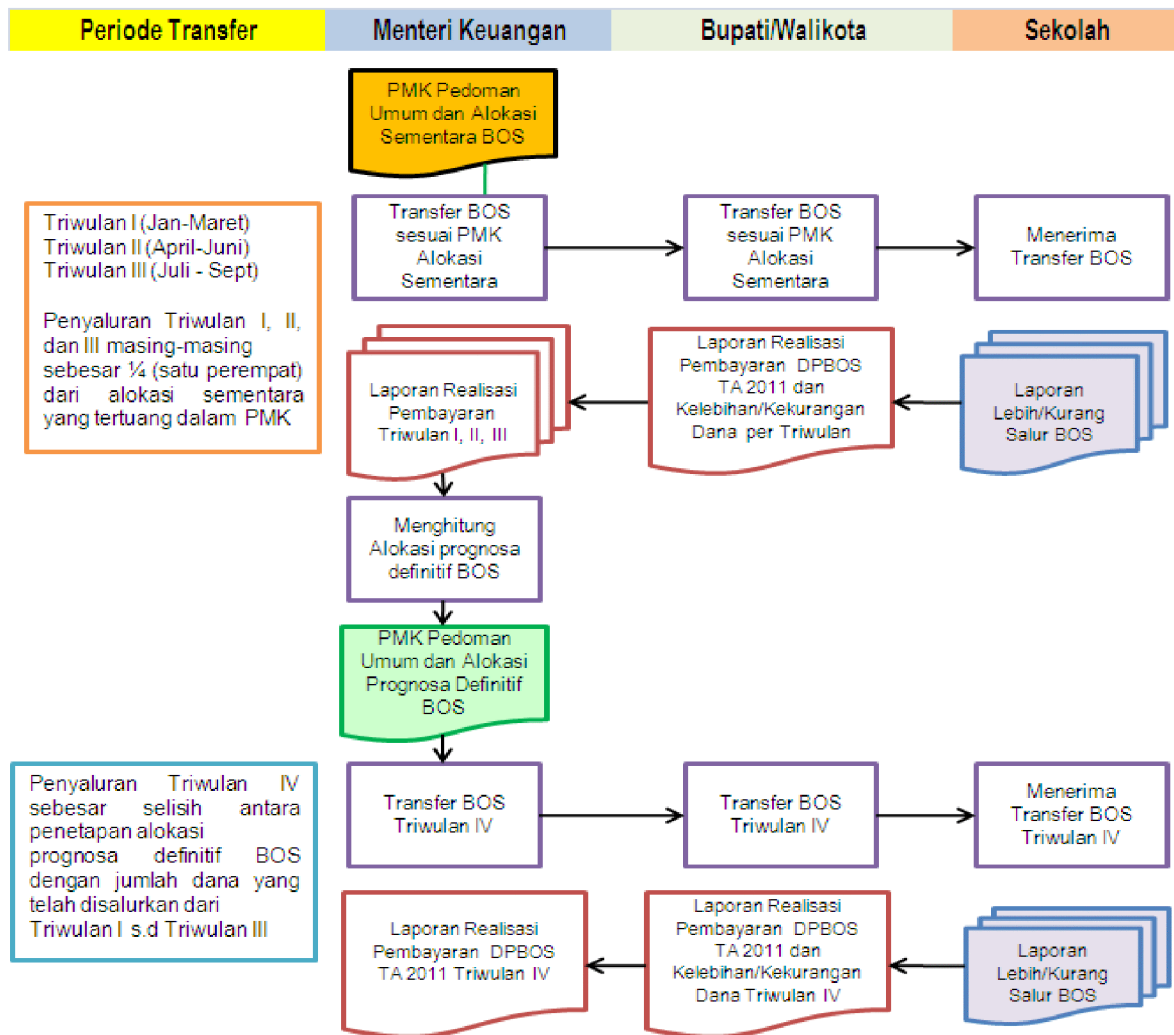 Periode Transfer
Menteri Keuangan
Bupati/Walikota
Sekolah
PMK Pedoman
Umum dan Alokasi
Sementara BOS
Triwulan I (Jan-Maret)
Triwulan II (April-Juni)
Triwulan III (Juli - Sept)
Penyaluran Triwulan I, II,
dan III masing-masing
sebesar ¼ (satu perempat)
dari alokasi sementara
yang tertuang dalam PMK
Transfer BOS
sesuai PMK
Alokasi
Sementara
Transfer BOS
sesuai PMK
Alokasi
Sementara
Menerima
Transfer BOS
Laporan Realisasi
Pembayaran
Triwulan I, II, III
Laporan Realisasi
Pembayaran DPBOS
TA 2011 dan
Kelebihan/Kekurangan
Dana per Triwulan
Laporan
Lebih/Kurang
Salur BOS
Menghitung
Alokasi prognosa
definitif BOS
PMK Pedoman
Umum dan Alokasi
Prognosa Definitif
BOS
Penyaluran Triwulan IV
sebesar selisih antara
penetapan alokasi
prognosa definitif BOS
dengan jumlah dana yang
telah disalurkan dari
Triwulan I s.d Triwulan III
Transfer BOS
Triwulan IV
Transfer BOS
Triwulan IV
Menerima
Transfer BOS
Triwulan IV
Laporan Realisasi
Pembayaran DPBOS
TA 2011 Triwulan IV
Laporan Realisasi
Pembayaran DPBOS
TA 2011 dan
Kelebihan/Kekurangan
Dana Triwulan IV
Laporan
Lebih/Kurang
Salur BOS